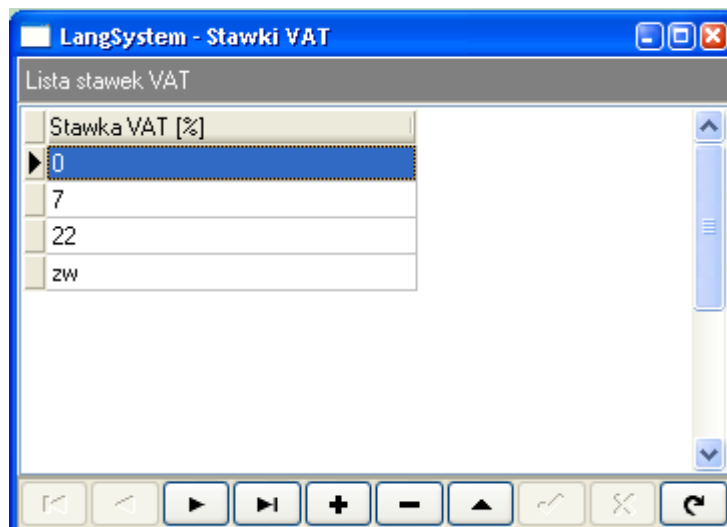 LangSystem - Stawki VAT
Lista stawek VAT
Stawka VAT [%]
0
7
22
zw